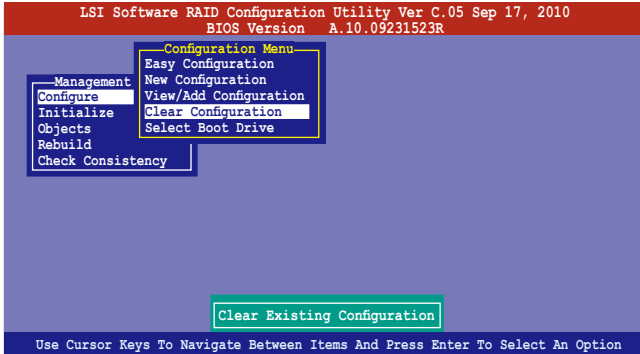 LSI Software RAID Configuration Utility Ver C.05 Sep 17, 2010
BIOS Version A.10.09231523R
Configuration Menu
Easy Configuration
New Configuration
View/Add Configuration
Clear Configuration
Select Boot Drive
Management
Configure
Initialize
Objects
Rebuild
Check Consistency
Clear Existing Configuration
Use Cursor Keys To Navigate Between Items And Press Enter To Select An Option